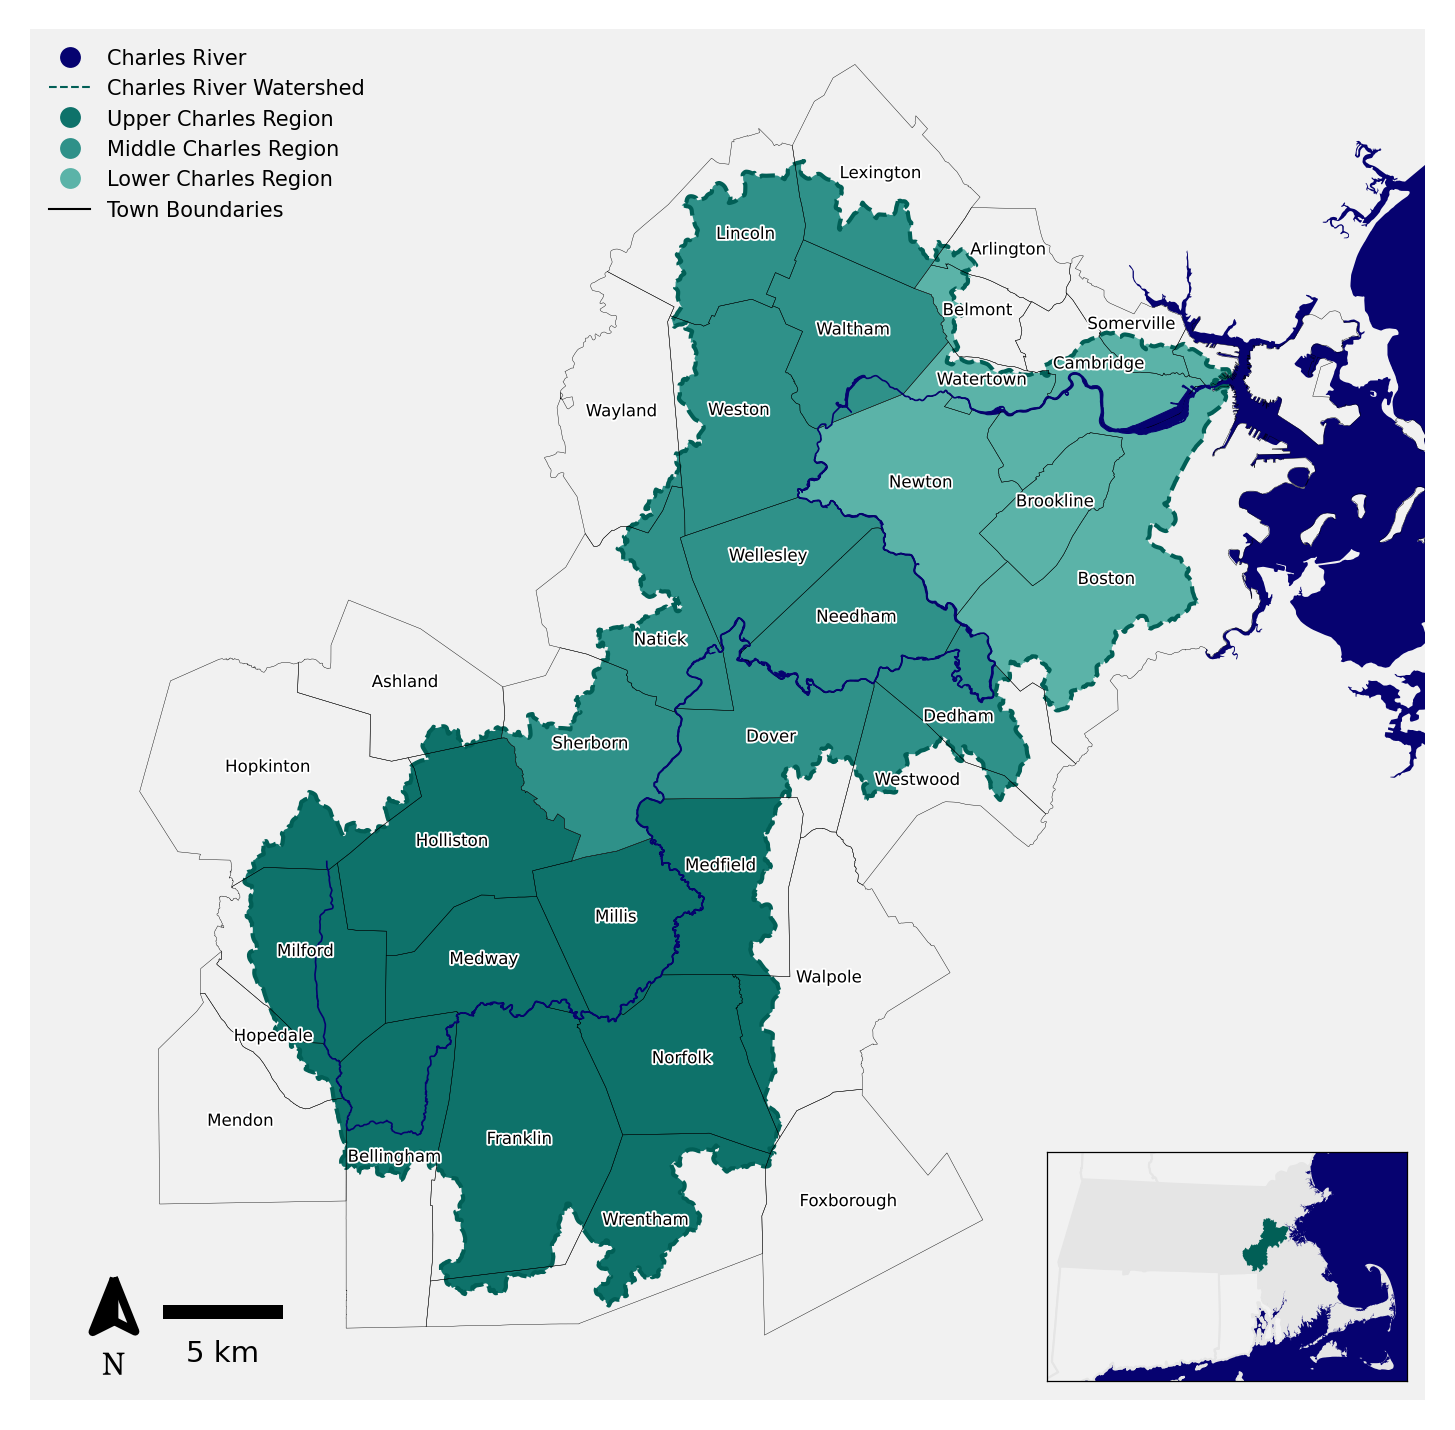 Charles River
Charles River Watershed
Upper Charles Region
Middle Charles Region
Lower Charles Region
Town Boundaries
Lexington
Lincoln
Arlington
Belmont
Somerville
Waltham
Cambridge
Watertown
Wayland
Weston
Newton
Brookline
Wellesley
Boston
Needham
Natick
Ashland
Dedham
Sherborn
Dover
Hopkinton
Westwood
Holliston
Medfield
Millis
Milford
Medway
Walpole
Hopedale
Norfolk
Mendon
Franklin
Bellingham
Foxborough
Wrentham
5 km
N